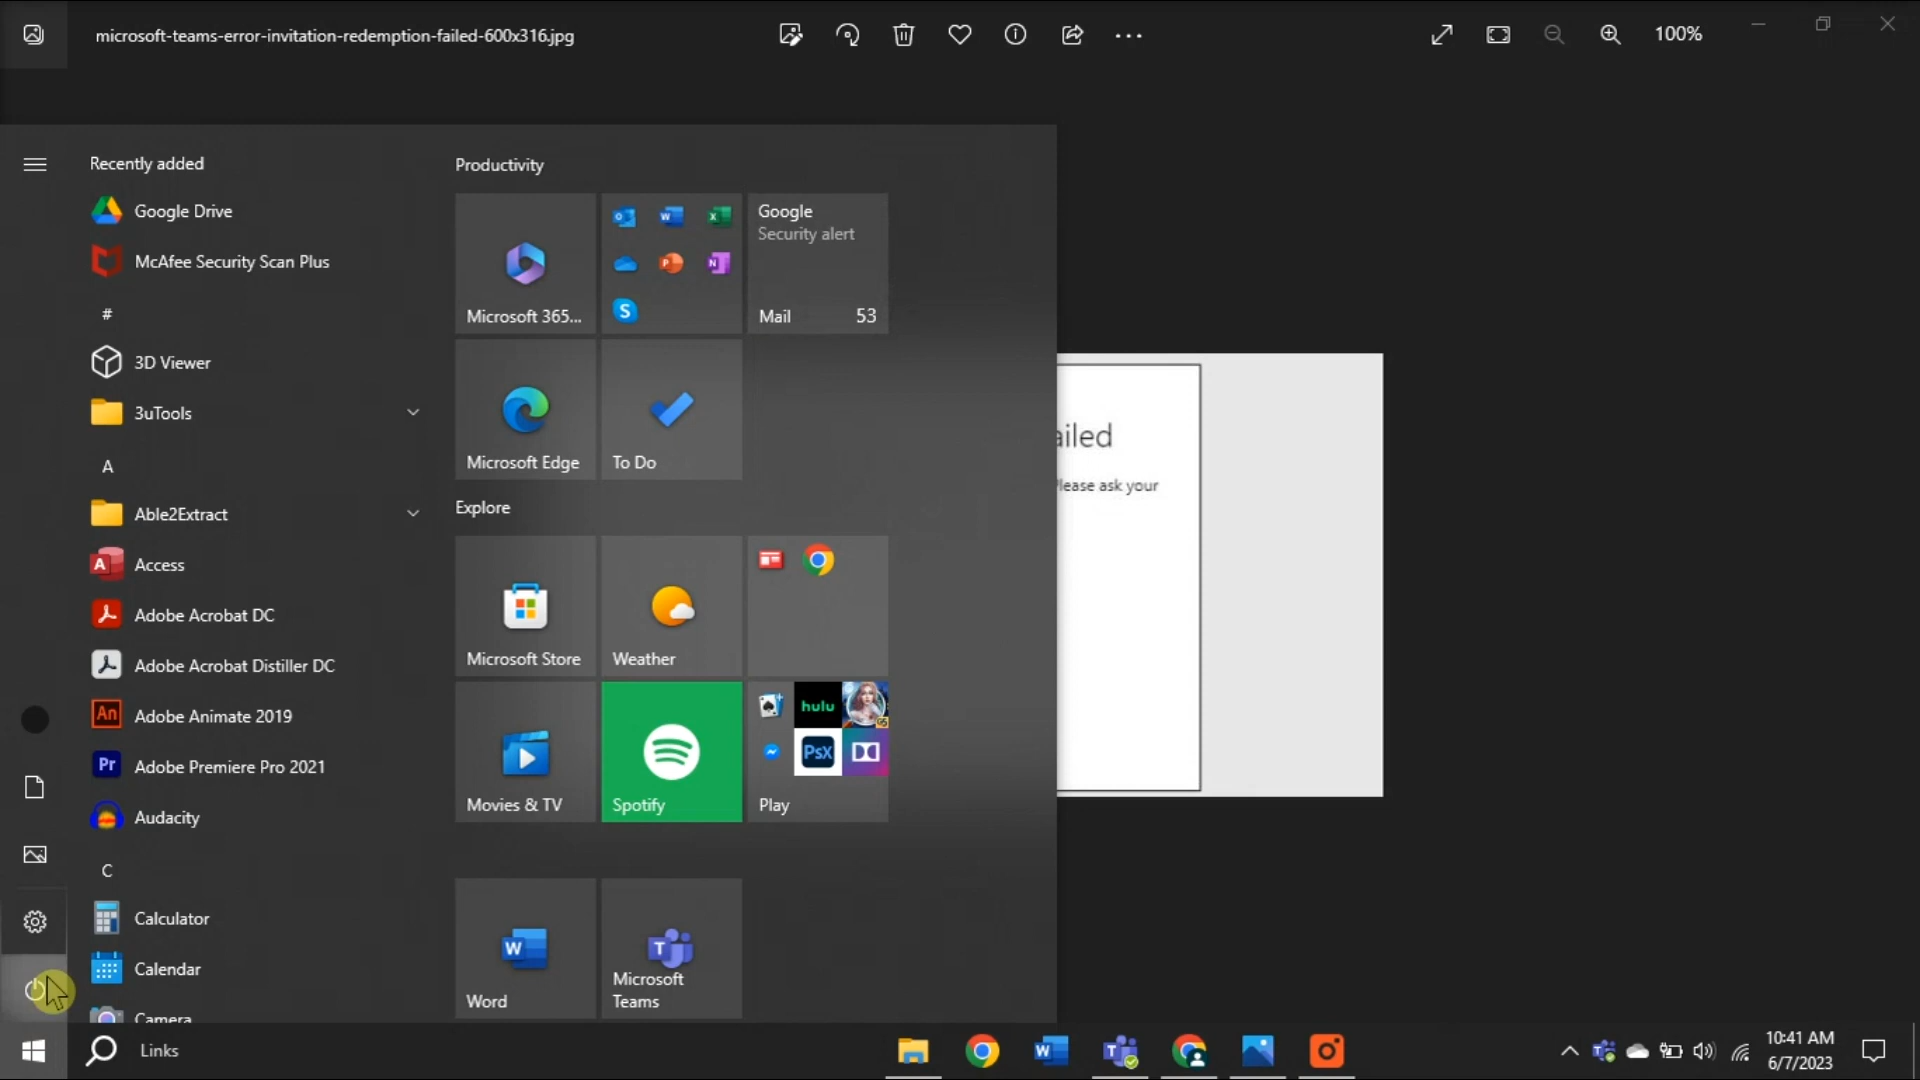 microsoft-teams-error-invitation-redemption-failed-600x316.jpg
100%
Recently added
Google Drive
McAfee Security Scan Plus
#
3D Viewer
3uTools
A
Able2Extract
Access
Adobe Acrobat DC
Adobe Acrobat Distiller DC
Adobe Animate 2019
Adobe Premiere Pro 2021
Audacity
C
Calculator
Calendar
Camera
Productivity
Microsoft 365...
Google
Security alert
Mail 53
Microsoft Edge
To Do
Explore
Microsoft Store
Weather
Movies & TV
Spotify
hulu
PsX
Play
Word
Microsoft
Teams
ailed
lease ask your
Links
10:41 AM
6/7/2023